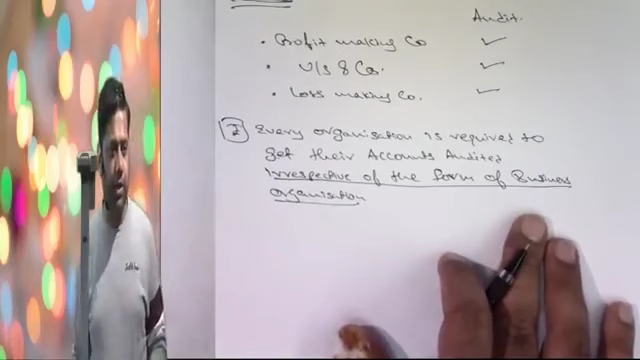 Audit.
• Profit making Co ✓
• U/s 8 Co. ✓
• Loss making Co. ✓
2 Every organisation is required to
get their Accounts Audited
irrespective of the form of Business
organisation